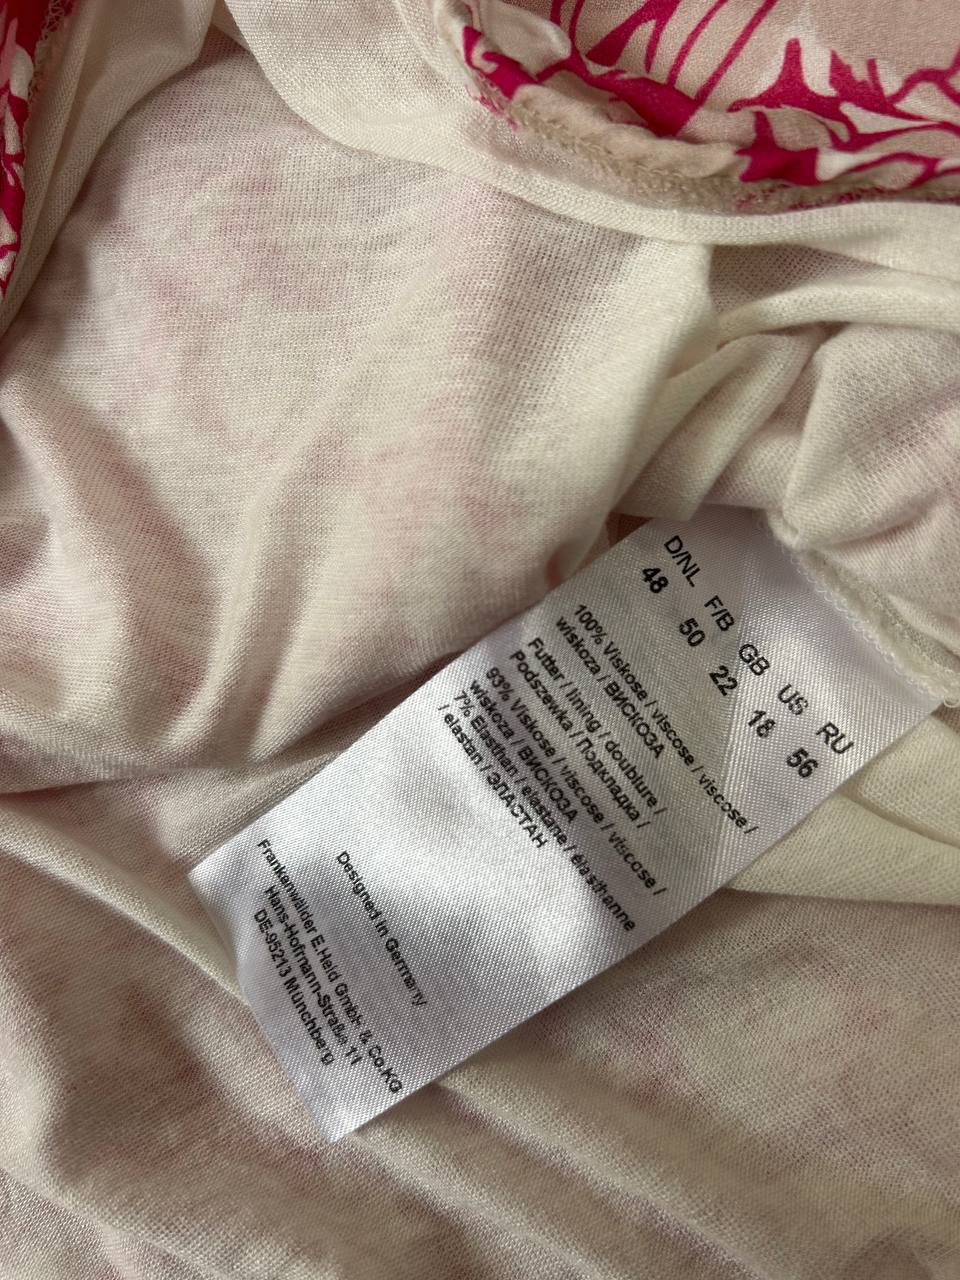 D/NL F/B GB US RU
48 50 22 18 56
100% Viskose / viscose / viscose /
wiskoza / ВИСКОЗА
Futter / lining / doublure /
Podszewka / Подкладка /
93% Viskose / viscose / viscose /
wiskoza / ВИСКОЗА
7% Elasthan / elastane / élasthanne
/ elastan / ЭЛАСТАН
Designed in Germany
Frankenwälder E.Held GmbH & Co.KG
Hans-Hofmann-Straße 11
DE-95213 Münchberg